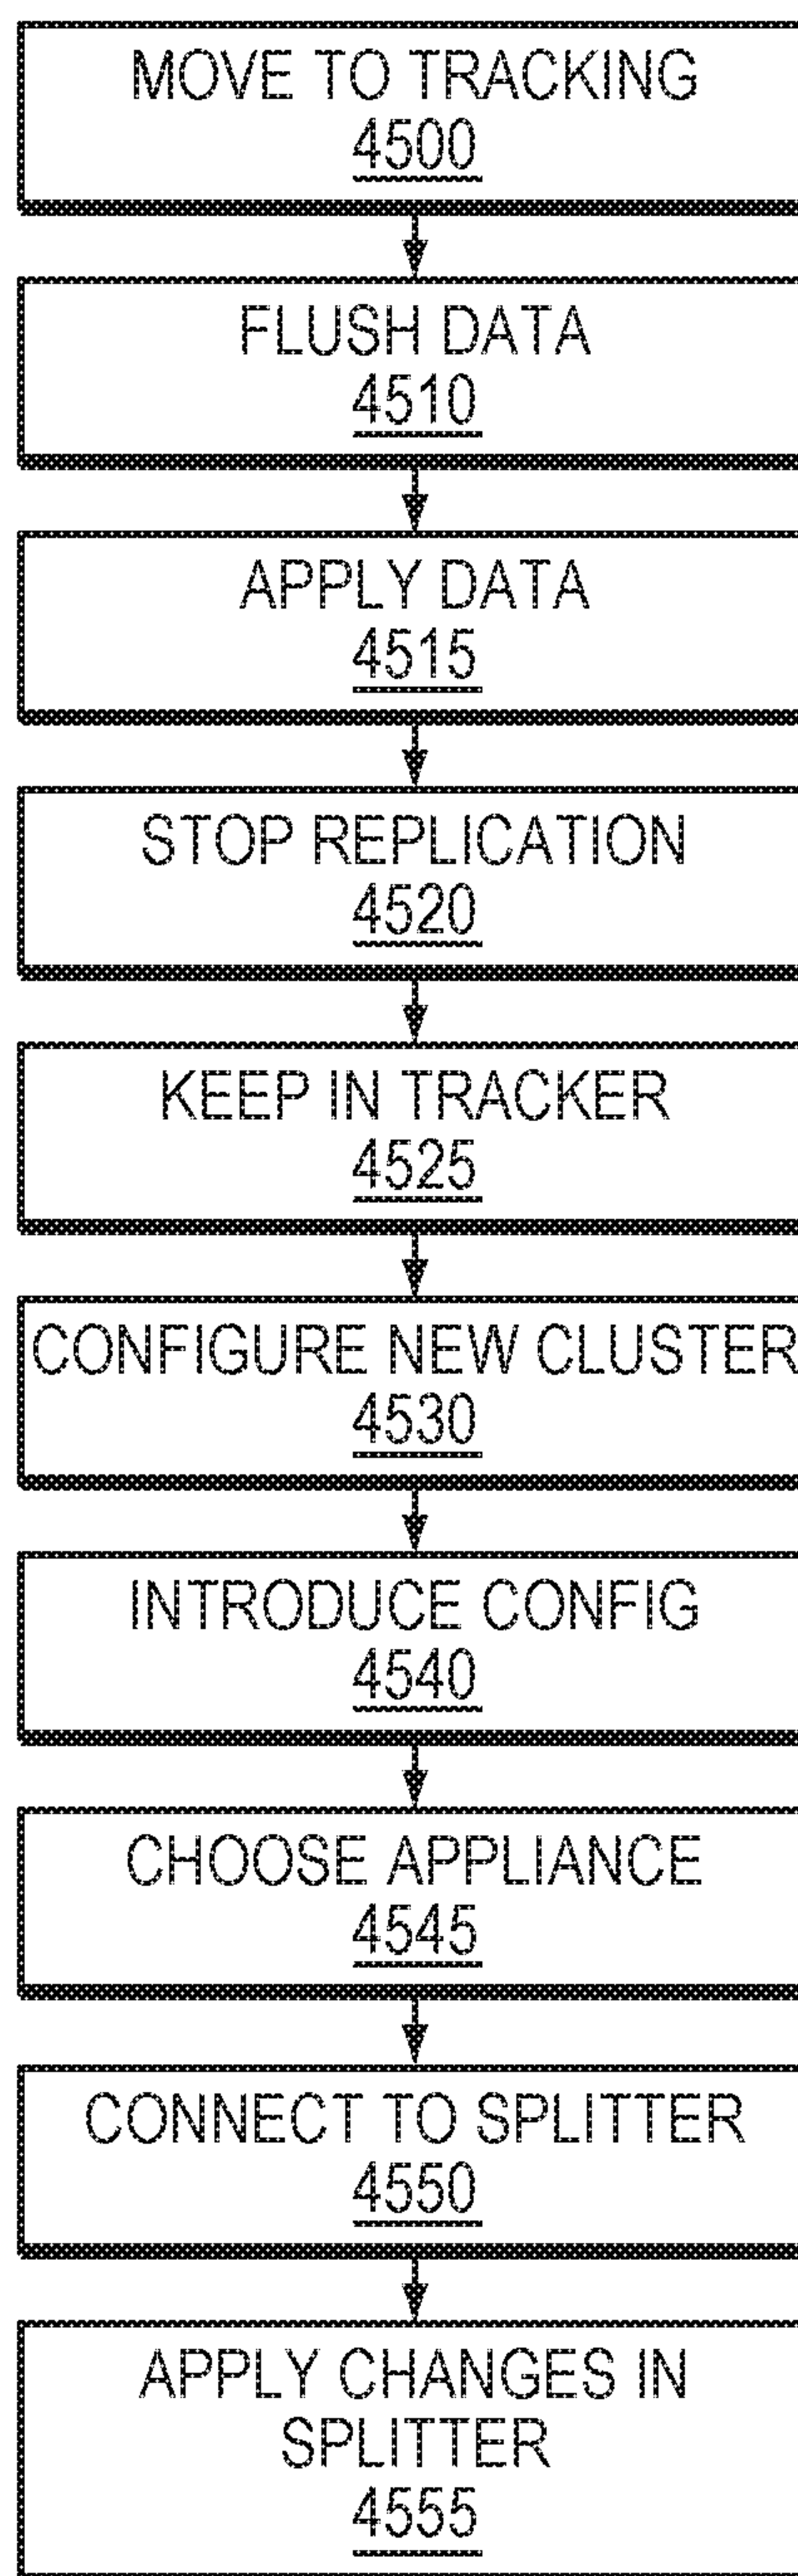 MOVE TO TRACKING
4500
FLUSH DATA
4510
APPLY DATA
4515
STOP REPLICATION
4520
KEEP IN TRACKER
4525
CONFIGURE NEW CLUSTER
4530
INTRODUCE CONFIG
4540
CHOOSE APPLIANCE
4545
CONNECT TO SPLITTER
4550
APPLY CHANGES IN
SPLITTER
4555